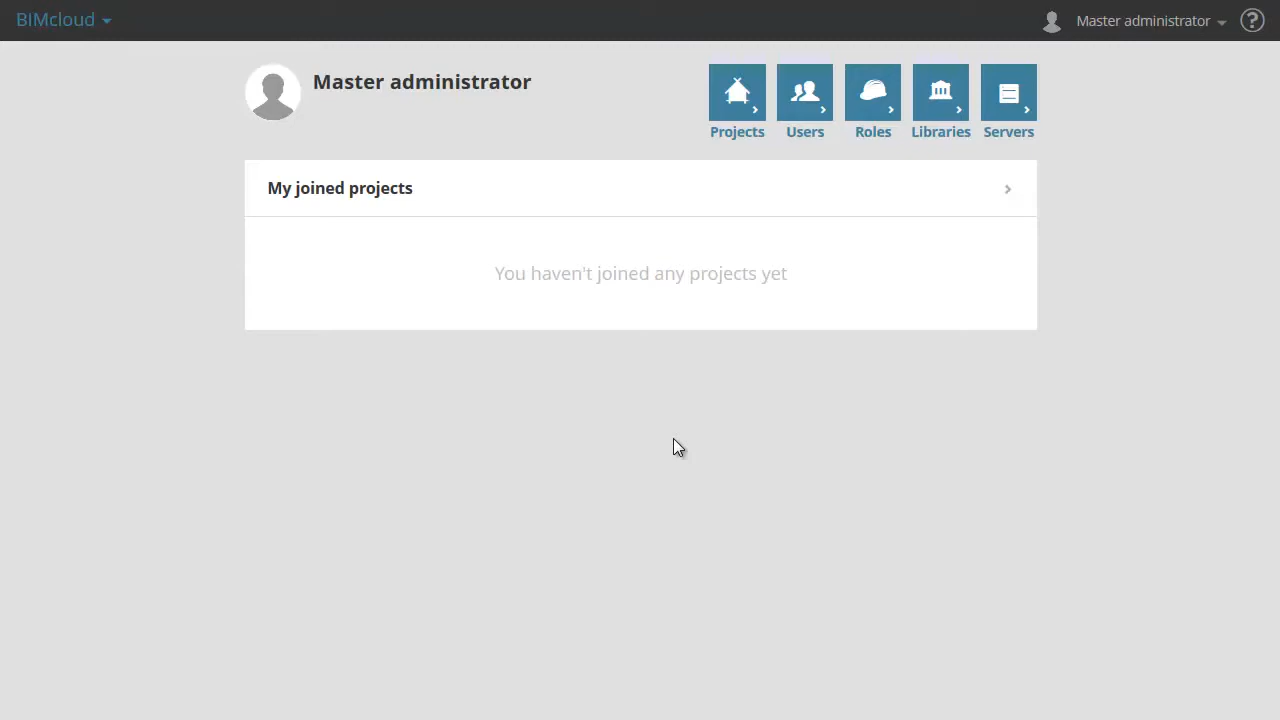 BIMcloud
Master administrator
Master administrator
Projects
Users
Roles
Libraries
Servers
My joined projects
You haven't joined any projects yet